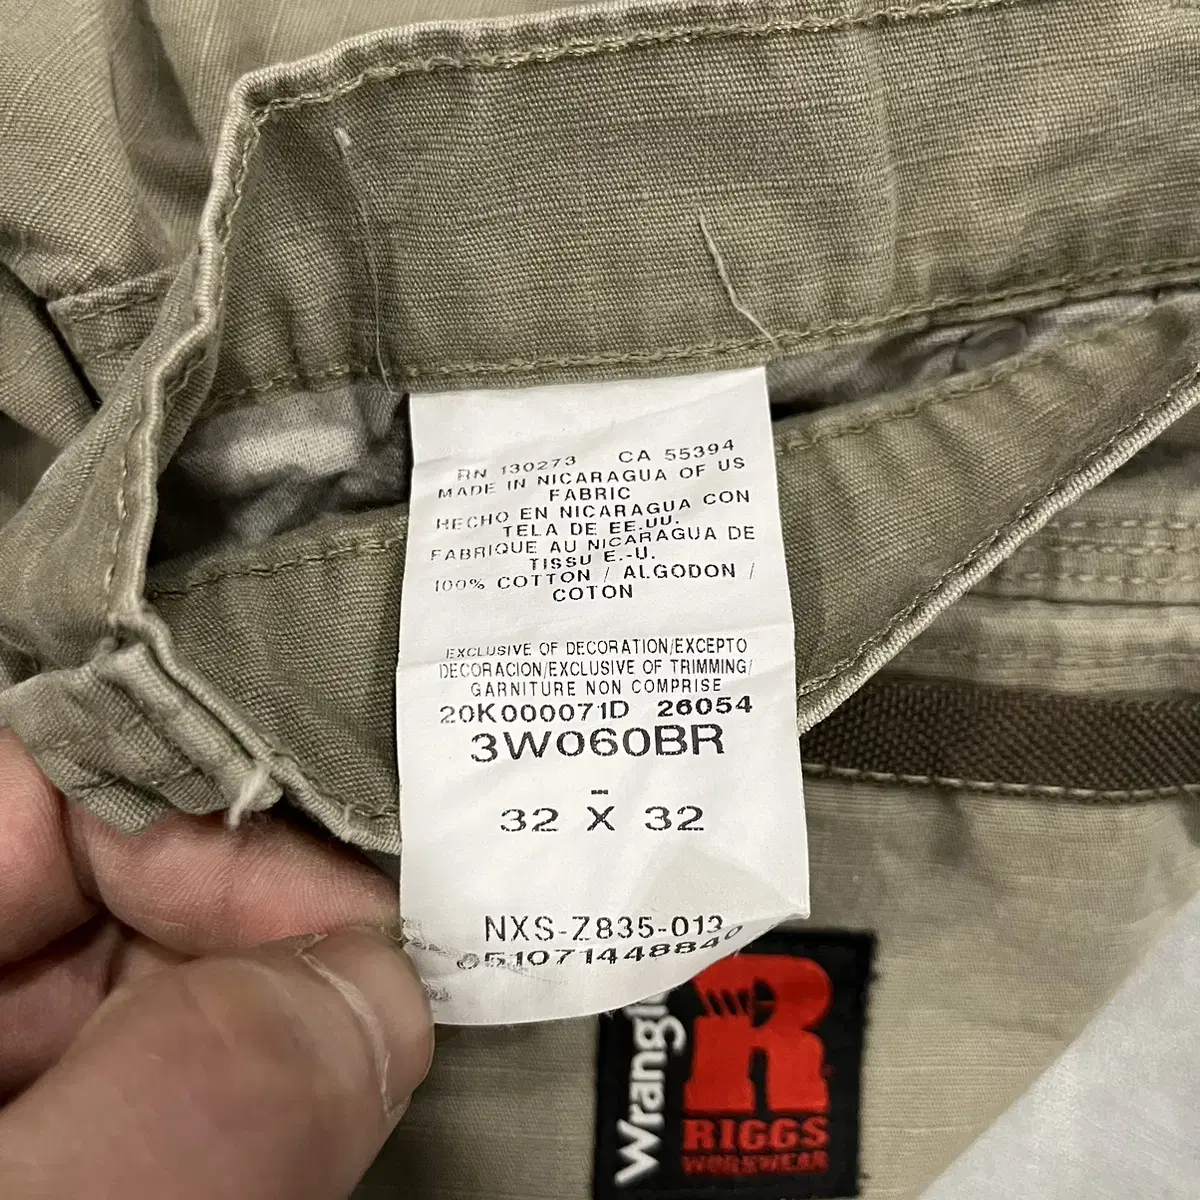 RN 130273 CA 55394
MADE IN NICARAGUA OF US
FABRIC
HECHO EN NICARAGUA CON
TELA DE EE.UU.
FABRIQUE AU NICARAGUA DE
TISSU E.-U.
100% COTTON / ALGODON /
COTON
EXCLUSIVE OF DECORATION/EXCEPTO
DECORACION/EXCLUSIVE OF TRIMMING/
GARNITURE NON COMPRISE
20K000071D 26054
3W060BR
-
32 X 32
NXS-Z835-013
051071448840
Wrangle
R
RIGGS
WORKWEAR